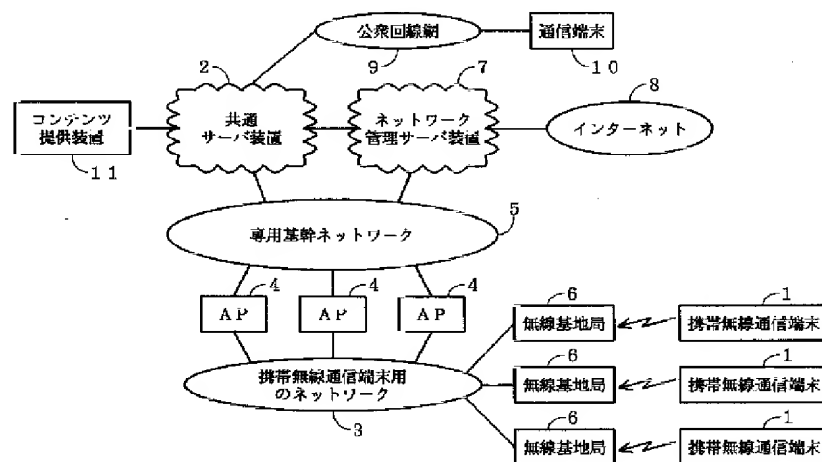 公衆回線網
9
通信端末
10
2
共通
サーバ装置
7
ネットワーク
管理サーバ装置
8
インターネット
コンテンツ
提供装置
11
専用基幹ネットワーク
5
AP
4
AP
4
AP
4
携帯無線通信端末用
のネットワーク
3
6
無線基地局
1
携帯無線通信端末
6
無線基地局
1
携帯無線通信端末
6
無線基地局
1
携帯無線通信端末